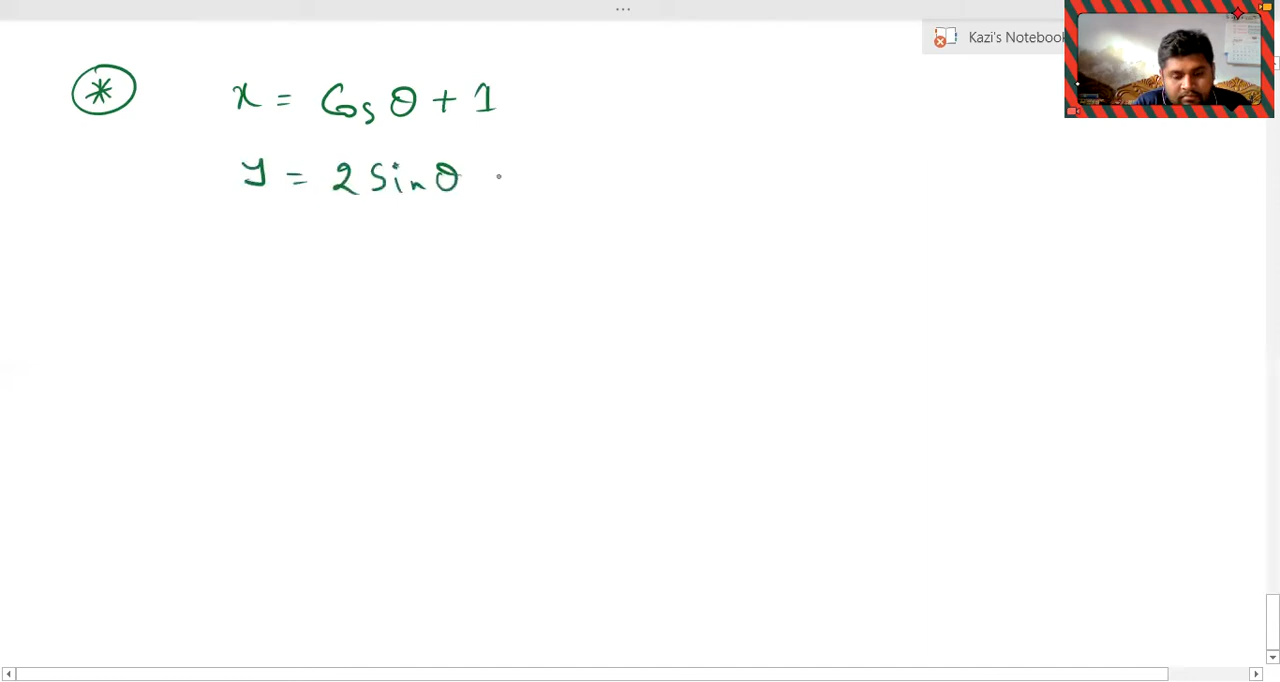 Kazi's Notebook
x = Cos θ + 1
y = 2 Sin θ